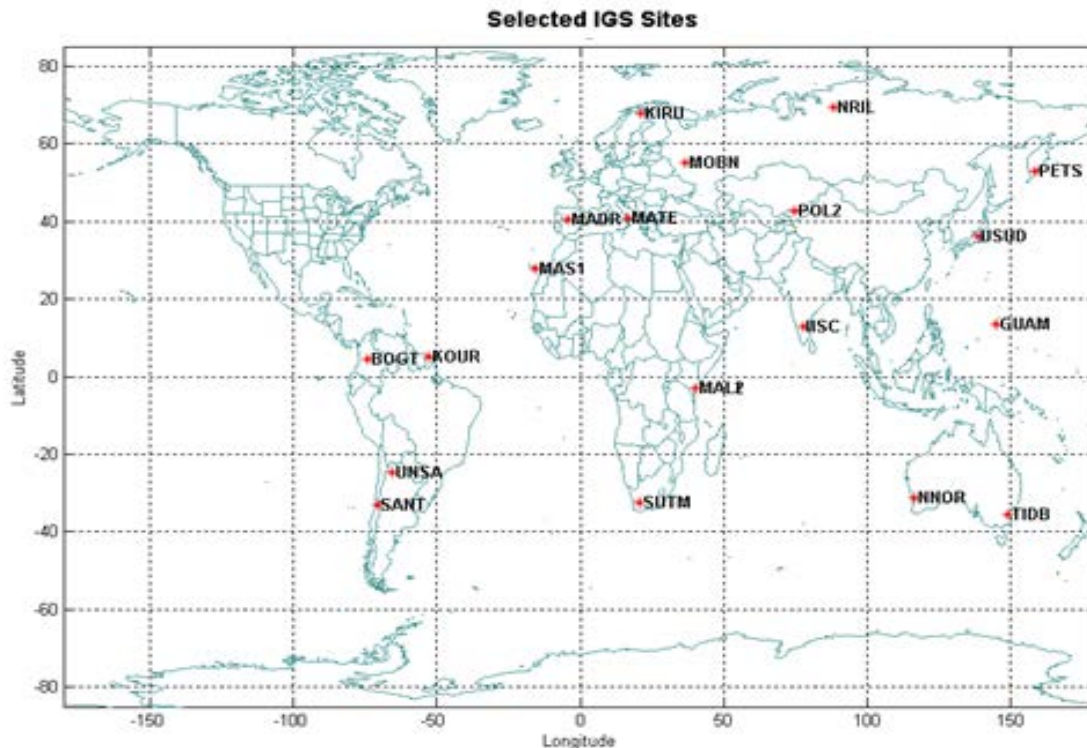 Selected IGS Sites
80
60
40
20
0
-20
-40
-60
-80
Latitude
KIRU
NRIL
MOBN
PETS
POL2
MADR
MATE
USUD
MAS1
IISC
GUAM
BOGT
KOUR
UNSA
SANT
SUTM
NNOR
TIDB
-150
-100
-50
0
50
100
150
Longitude